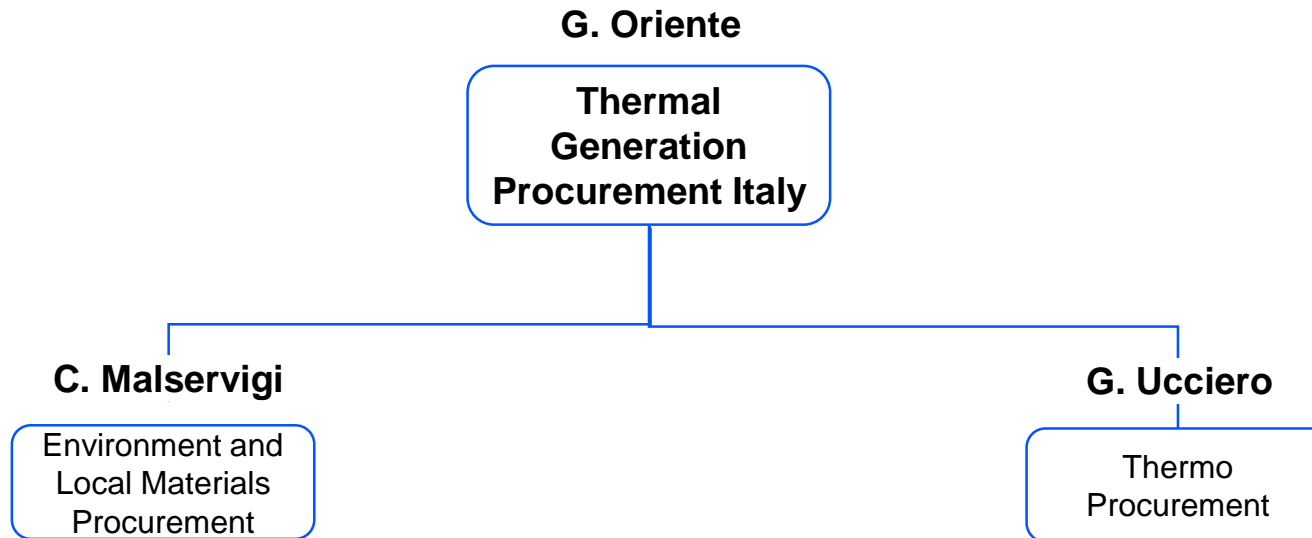 G. Oriente
Thermal
Generation
Procurement Italy
C. Malservigi
G. Ucciero
Environment and
Local Materials
Procurement
Thermo
Procurement